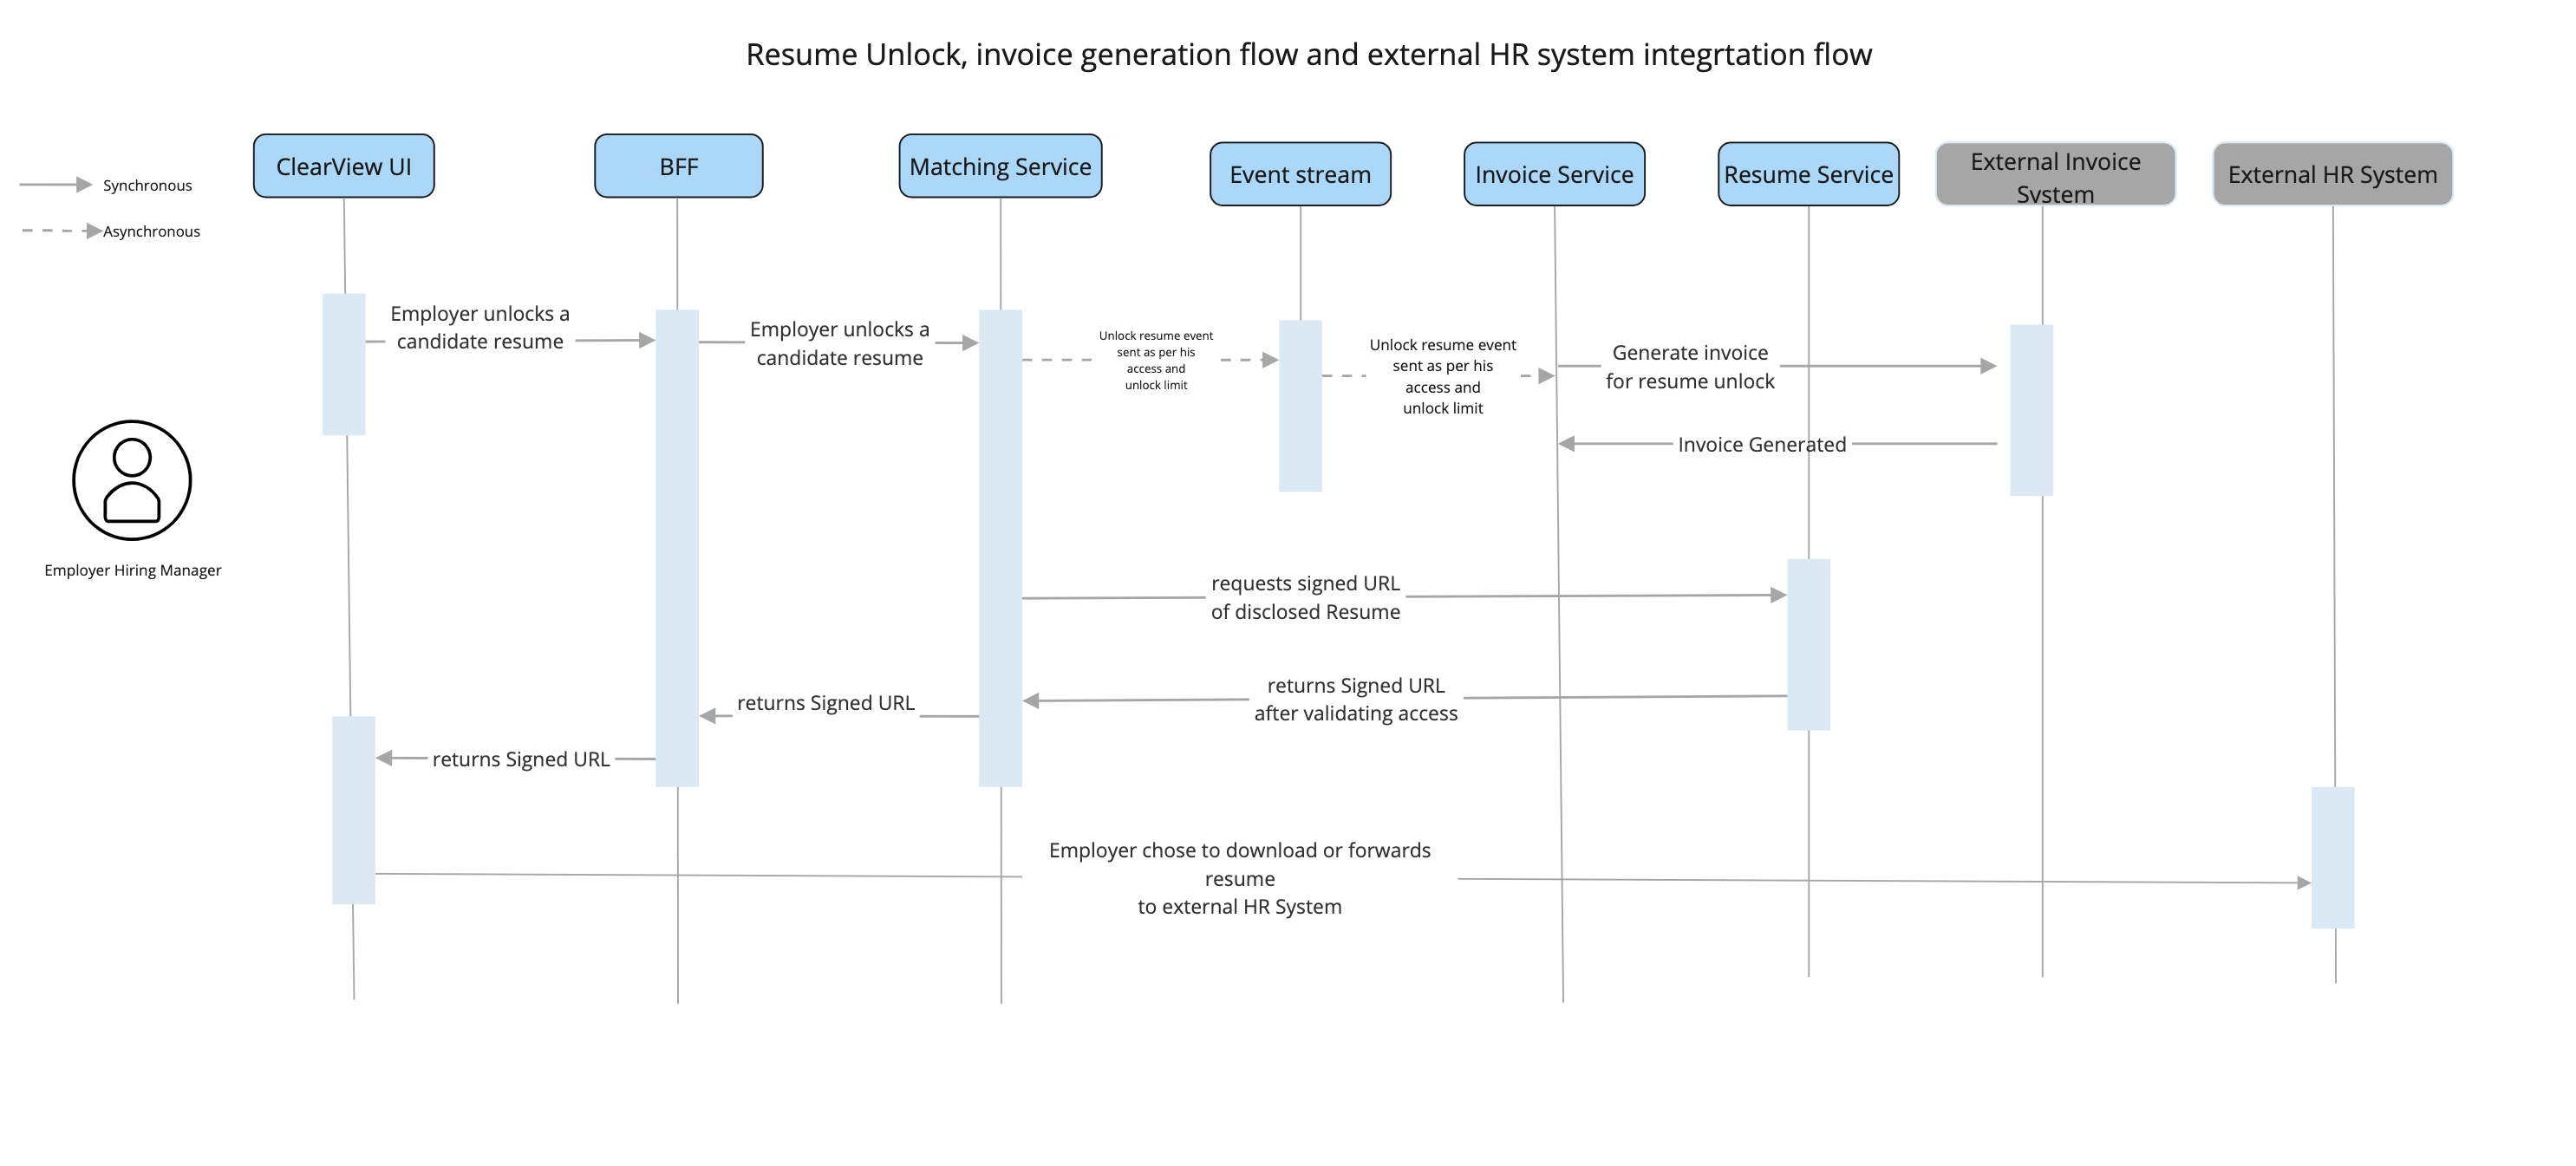 Resume Unlock, invoice generation flow and external HR system integrtation flow
ClearView UI
BFF
Matching Service
Event stream
Invoice Service
Resume Service
External Invoice
System
External HR System
Synchronous
Asynchronous
Employer unlocks a
candidate resume
Employer unlocks a
candidate resume
Unlock resume event
sent as per his
access and
unlock limit
Unlock resume event
sent as per his
access and
unlock limit
Generate invoice
for resume unlock
Invoice Generated
Employer Hiring Manager
requests signed URL
of disclosed Resume
returns Signed URL
after validating access
returns Signed URL
returns Signed URL
Employer chose to download or forwards
resume
to external HR System